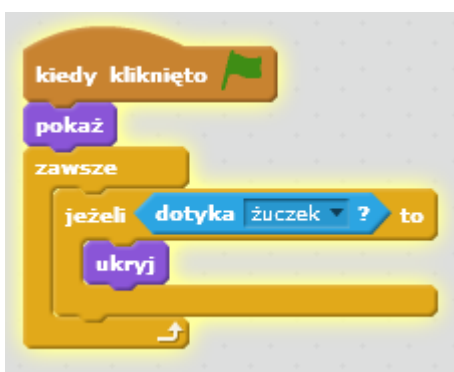 kiedy kliknięto
pokaż
zawsze
jeżeli dotyka żuczek ? to
ukryj